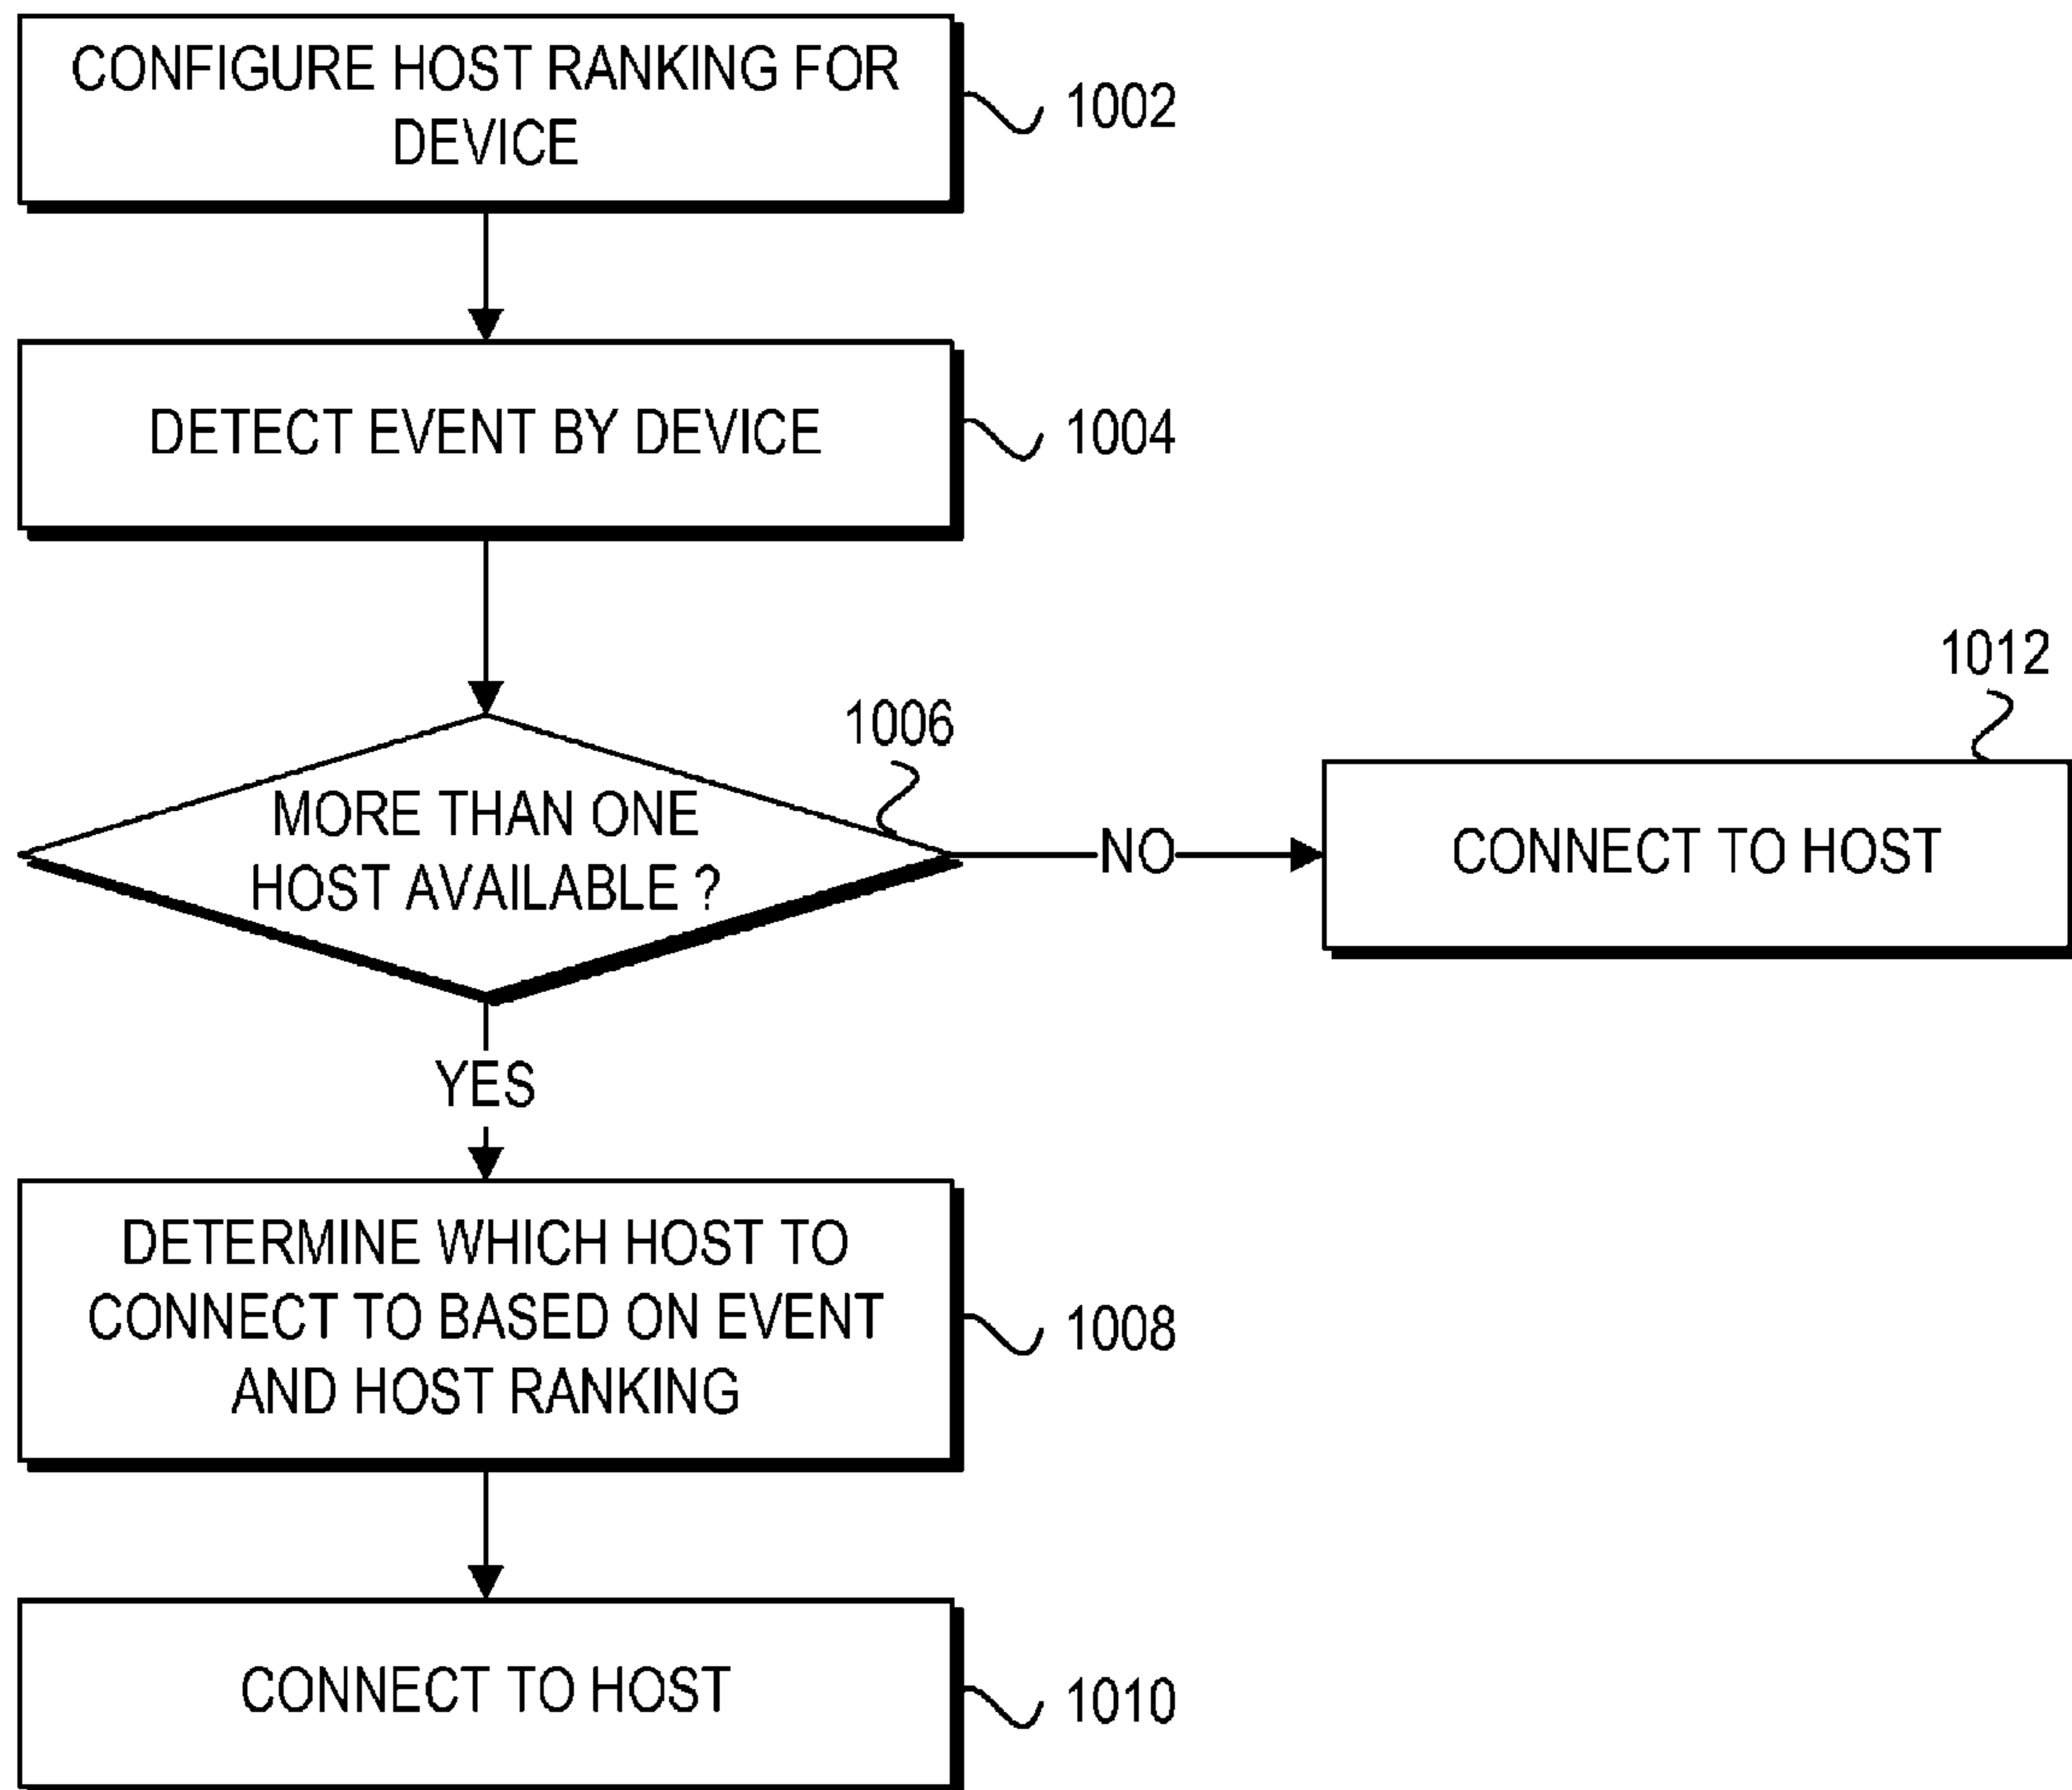 CONFIGURE HOST RANKING FOR
DEVICE
1002
DETECT EVENT BY DEVICE
1004
1006
MORE THAN ONE
HOST AVAILABLE ?
NO
1012
CONNECT TO HOST
YES
DETERMINE WHICH HOST TO
CONNECT TO BASED ON EVENT
AND HOST RANKING
1008
CONNECT TO HOST
1010